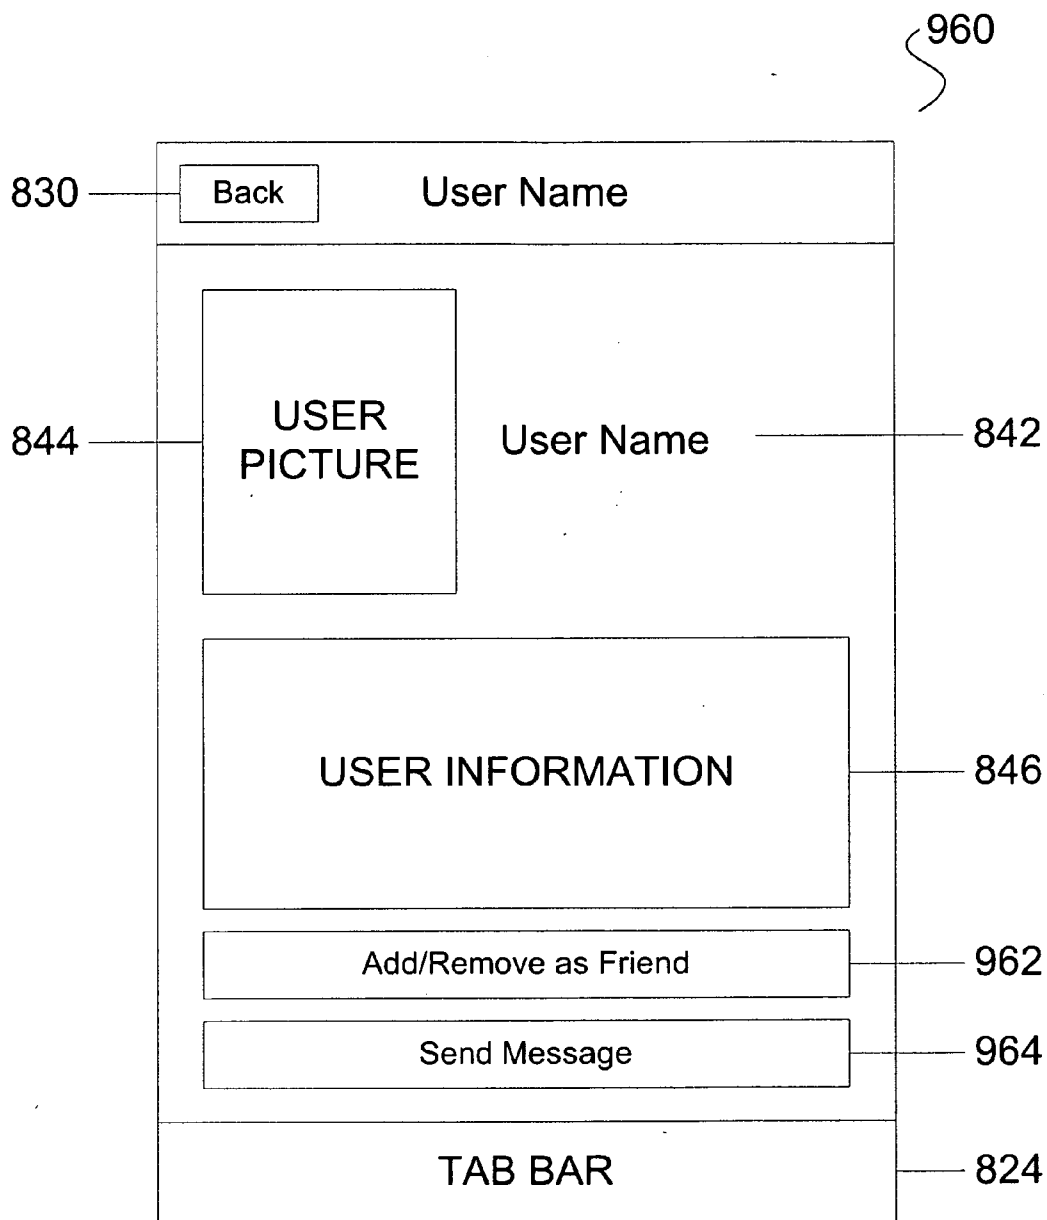 960
830 Back User Name
USER
PICTURE
844 User Name 842
USER INFORMATION 846
Add/Remove as Friend 962
Send Message 964
TAB BAR 824